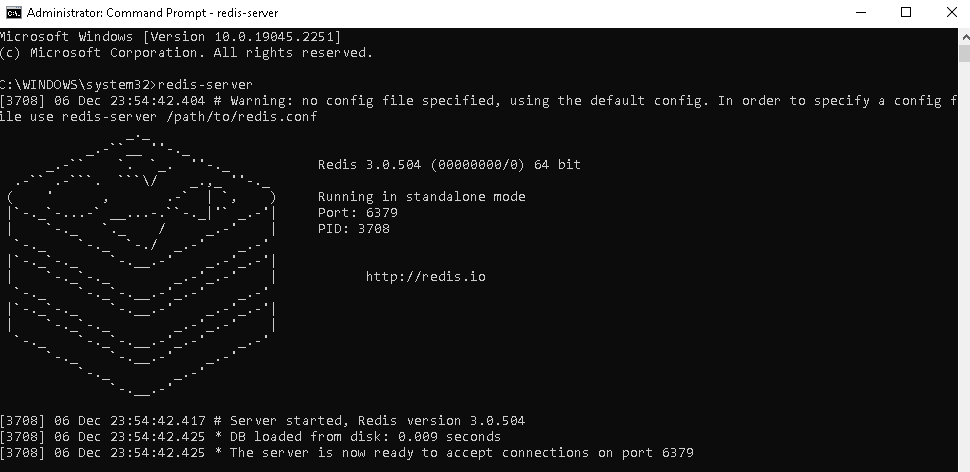 Administrator: Command Prompt - redis-server
Microsoft Windows [Version 10.0.19045.2251]
(c) Microsoft Corporation. All rights reserved.
C:\WINDOWS\system32>redis-server
[3708] 06 Dec 23:54:42.404 # Warning: no config file specified, using the default config. In order to specify a config f
ile use redis-server /path/to/redis.conf
Redis 3.0.504 (00000000/0) 64 bit
Running in standalone mode
Port: 6379
PID: 3708
http://redis.io
[3708] 06 Dec 23:54:42.417 # Server started, Redis version 3.0.504
[3708] 06 Dec 23:54:42.425 * DB loaded from disk: 0.009 seconds
[3708] 06 Dec 23:54:42.425 * The server is now ready to accept connections on port 6379